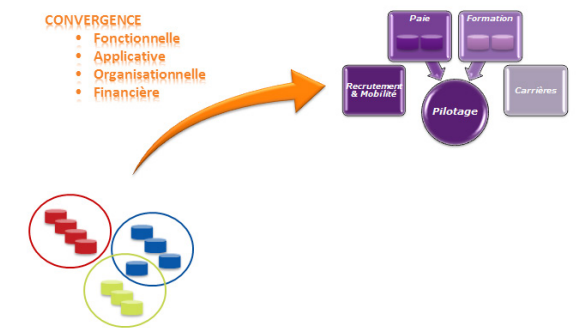 CONVERGENCE
• Fonctionnelle
• Applicative
• Organisationnelle
• Financière
Paie
Formation
Recrutement
& Mobilité
Pilotage
Carrières